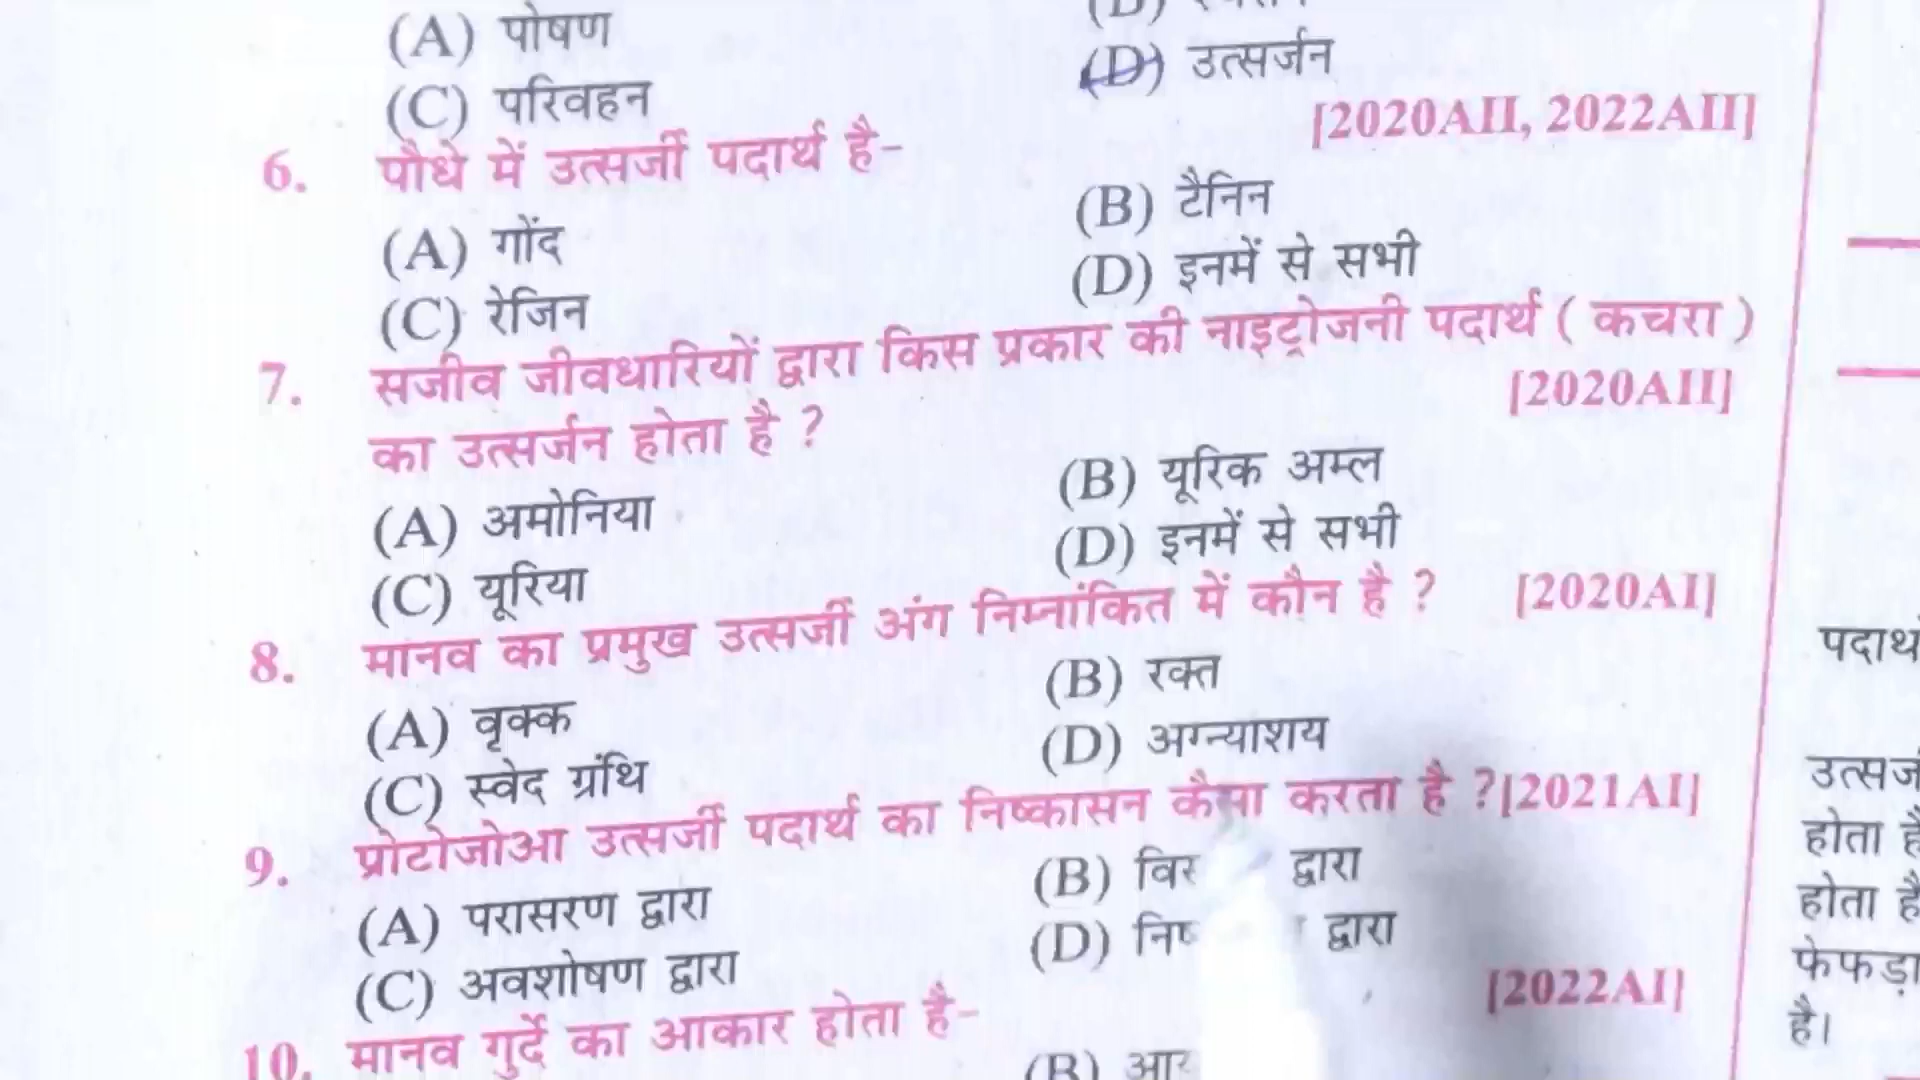 (A) पोषण
(C) परिवहन
(D) उत्सर्जन
[2020AII, 2022AII]
6. पौधे में उत्सर्जी पदार्थ है-
(A) गोंद
(B) टैनिन
(C) रेजिन
(D) इनमें से सभी
7. सजीव जीवधारियों द्वारा किस प्रकार की नाइट्रोजनी पदार्थ ( कचरा )
का उत्सर्जन होता है ?
[2020AII]
(A) अमोनिया
(B) यूरिक अम्ल
(C) यूरिया
(D) इनमें से सभी
8. मानव का प्रमुख उत्सर्जी अंग निम्नांकित में कौन है ? [2020AI]
(A) वृक्क
(B) रक्त
(C) स्वेद ग्रंथि
(D) अग्न्याशय
9. प्रोटोजोआ उत्सर्जी पदार्थ का निष्कासन कैसा करता है ?[2021AI]
(A) परासरण द्वारा
(B) द्वारा
(C) अवशोषण द्वारा
(D) द्वारा
10. मानव गुर्दे का आकार होता है-
[2022AI]
(B)
पदार्थ
होता है
होता है
फेफड़ा
है।